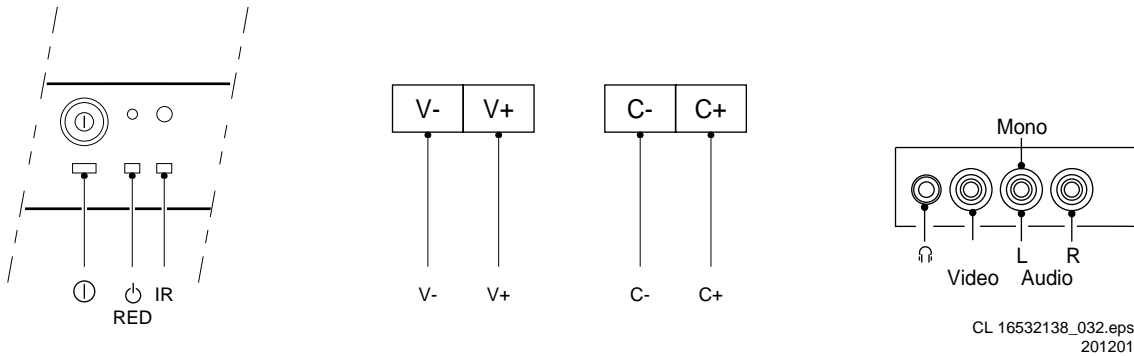 V- V+ C- C+
Mono
IR
RED
V- V+ C- C+
L R
Video Audio
CL 16532138_032.eps
201201